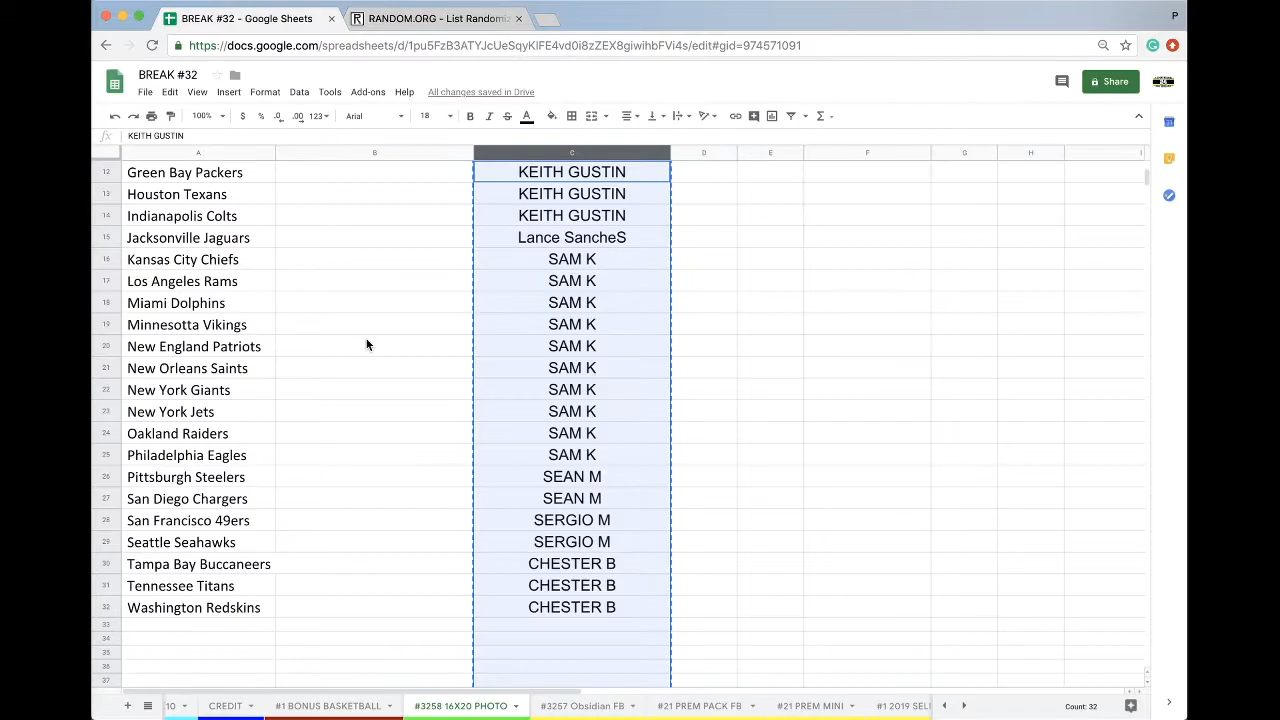 BREAK #32 - Google Sheets × RANDOM.ORG - List Randomiz × P
https://docs.google.com/spreadsheets/d/1pu5FzB3ATYJcUeSqyKIFE4vd0i8zZEX8giwihbFVi4s/edit#gid=974571091
BREAK #32
File Edit View Insert Format Data Tools Add-ons Help All changes saved in Drive Share
100% $ % .0 .00 123 Arial 18 B I S A
fx KEITH GUSTIN
A B C D E F G H I
12 Green Bay Packers KEITH GUSTIN
13 Houston Texans KEITH GUSTIN
14 Indianapolis Colts KEITH GUSTIN
15 Jacksonville Jaguars Lance SancheS
16 Kansas City Chiefs SAM K
17 Los Angeles Rams SAM K
18 Miami Dolphins SAM K
19 Minnesotta Vikings SAM K
20 New England Patriots SAM K
21 New Orleans Saints SAM K
22 New York Giants SAM K
23 New York Jets SAM K
24 Oakland Raiders SAM K
25 Philadelphia Eagles SAM K
26 Pittsburgh Steelers SEAN M
27 San Diego Chargers SEAN M
28 San Francisco 49ers SERGIO M
29 Seattle Seahawks SERGIO M
30 Tampa Bay Buccaneers CHESTER B
31 Tennessee Titans CHESTER B
32 Washington Redskins CHESTER B
33
34
35
36
37
10 CREDIT #1 BONUS BASKETBALL #3258 16X20 PHOTO #3257 Obsidian FB #21 PREM PACK FB #21 PREM MINI #1 2019 SELI Count: 32